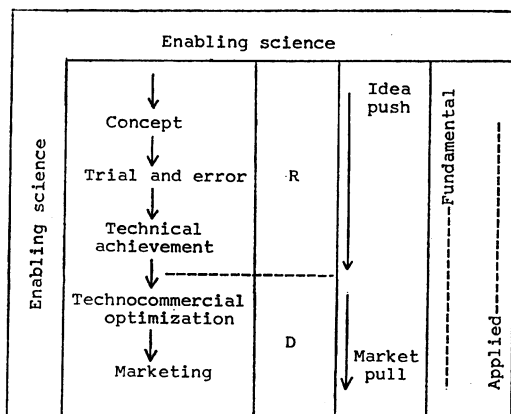 Enabling science
Enabling science
Concept
Trial and error
Technical
achievement
Technocommercial
optimization
Marketing
R
D
Idea
push
Market
pull
Fundamental
Applied